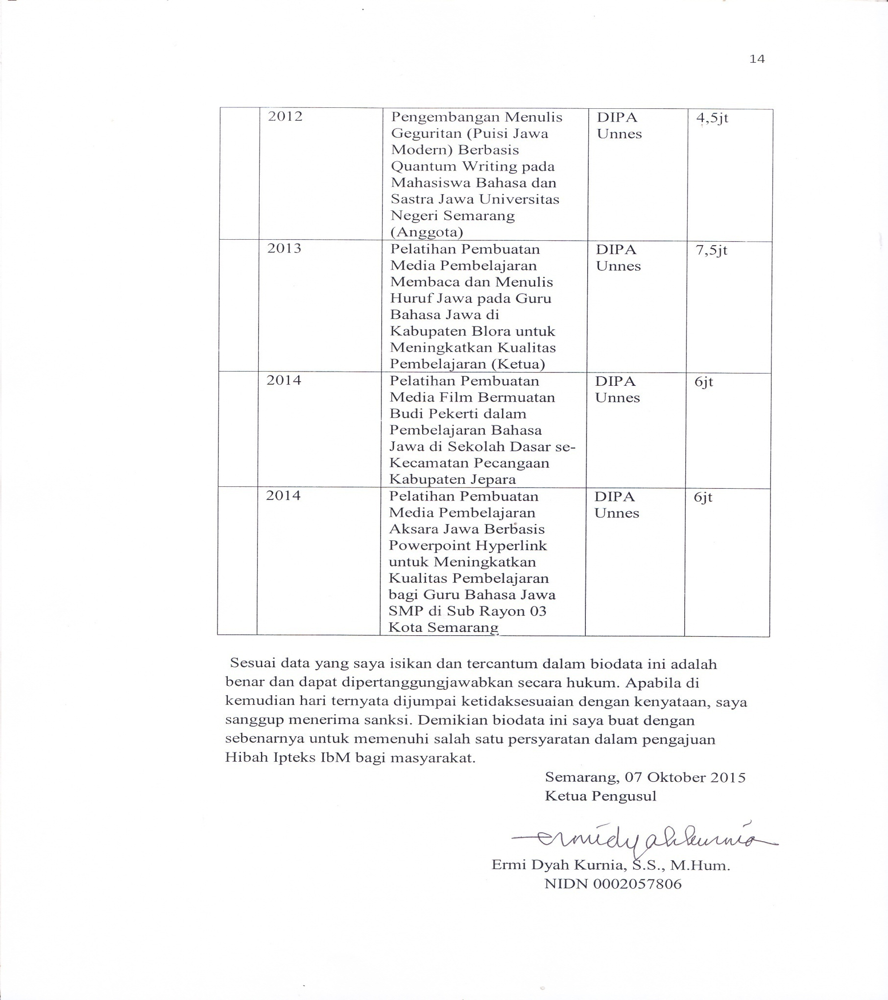 14
2012
Pengembangan Menulis
Geguritan (Puisi Jawa
Modern) Berbasis
Quantum Writing pada
Mahasiswa Bahasa dan
Sastra Jawa Universitas
Negeri Semarang
(Anggota)
DIPA
Unnes
4,5jt
2013
Pelatihan Pembuatan
Media Pembelajaran
Membaca dan Menulis
Huruf Jawa pada Guru
Bahasa Jawa di
Kabupaten Blora untuk
Meningkatkan Kualitas
Pembelajaran (Ketua)
DIPA
Unnes
7,5jt
2014
Pelatihan Pembuatan
Media Film Bermuatan
Budi Pekerti dalam
Pembelajaran Bahasa
Jawa di Sekolah Dasar se-
Kecamatan Pecangaan
Kabupaten Jepara
DIPA
Unnes
6jt
2014
Pelatihan Pembuatan
Media Pembelajaran
Aksara Jawa Berbasis
Powerpoint Hyperlink
untuk Meningkatkan
Kualitas Pembelajaran
bagi Guru Bahasa Jawa
SMP di Sub Rayon 03
Kota Semarang
DIPA
Unnes
6jt
Sesuai data yang saya isikan dan tercantum dalam biodata ini adalah
benar dan dapat dipertanggungjawabkan secara hukum. Apabila di
kemudian hari ternyata dijumpai ketidaksesuaian dengan kenyataan, saya
sanggup menerima sanksi. Demikian biodata ini saya buat dengan
sebenarnya untuk memenuhi salah satu persyaratan dalam pengajuan
Hibah Ipteks IbM bagi masyarakat.
Semarang, 07 Oktober 2015
Ketua Pengusul
ermidyahkurnia
Ermi Dyah Kurnia, S.S., M.Hum.
NIDN 0002057806